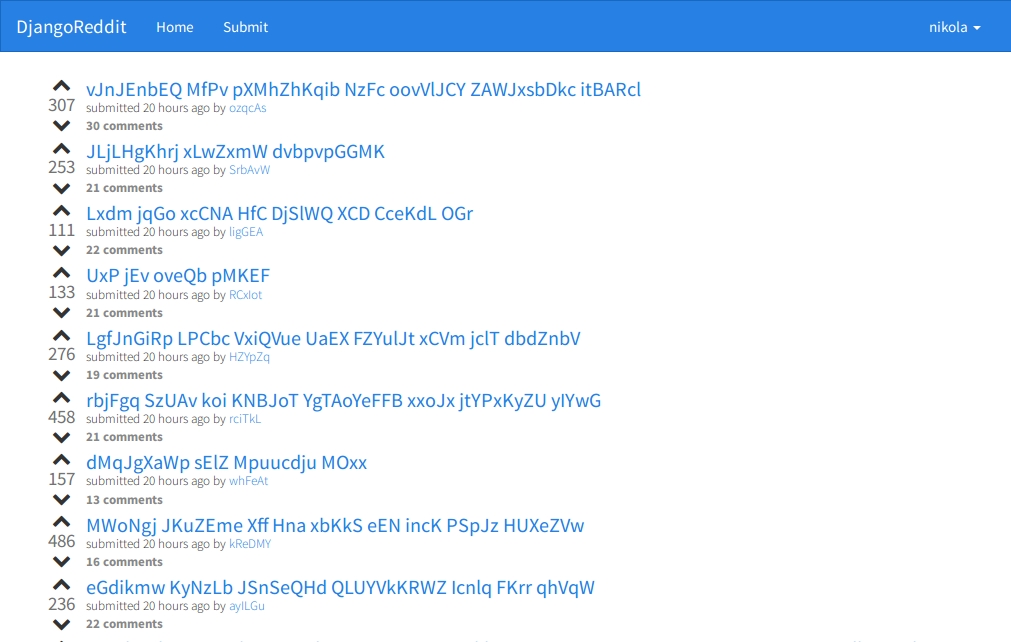 DjangoReddit Home Submit nikola
vJnJEnbEQ MfPv pXMhZhKqib NzFc oovVlJCY ZAWJxsbDkc itBARcl
307 submitted 20 hours ago by ozqcAs
30 comments
JLjLHgKhrj xLwZxmW dvbpvpGGMK
253 submitted 20 hours ago by SrbAvW
21 comments
Lxdm jqGo xcCNA HfC DjSlWQ XCD CceKdL OGr
111 submitted 20 hours ago by ligGEA
22 comments
UxP jEv oveQb pMKEF
133 submitted 20 hours ago by RCxIot
21 comments
LgfJnGiRp LPCbc VxiQVue UaEX FZYulJt xCVm jclT dbdZnbV
276 submitted 20 hours ago by HZYpZq
19 comments
rbjFgq SzUAv koi KNBJoT YgTAoYeFFB xxoJx jtYPxKyZU yIYwG
458 submitted 20 hours ago by rciTkL
21 comments
dMqJgXaWp sElZ Mpuucdju MOxx
157 submitted 20 hours ago by whFeAt
13 comments
MWoNgj JKuZEme Xff Hna xbKkS eEN incK PSpJz HUXeZVw
486 submitted 20 hours ago by kReDMY
16 comments
eGdikmw KyNzLb JSnSeQHd QLUYVkKRWZ Icnlq FKrr qhVqW
236 submitted 20 hours ago by ayILGu
22 comments